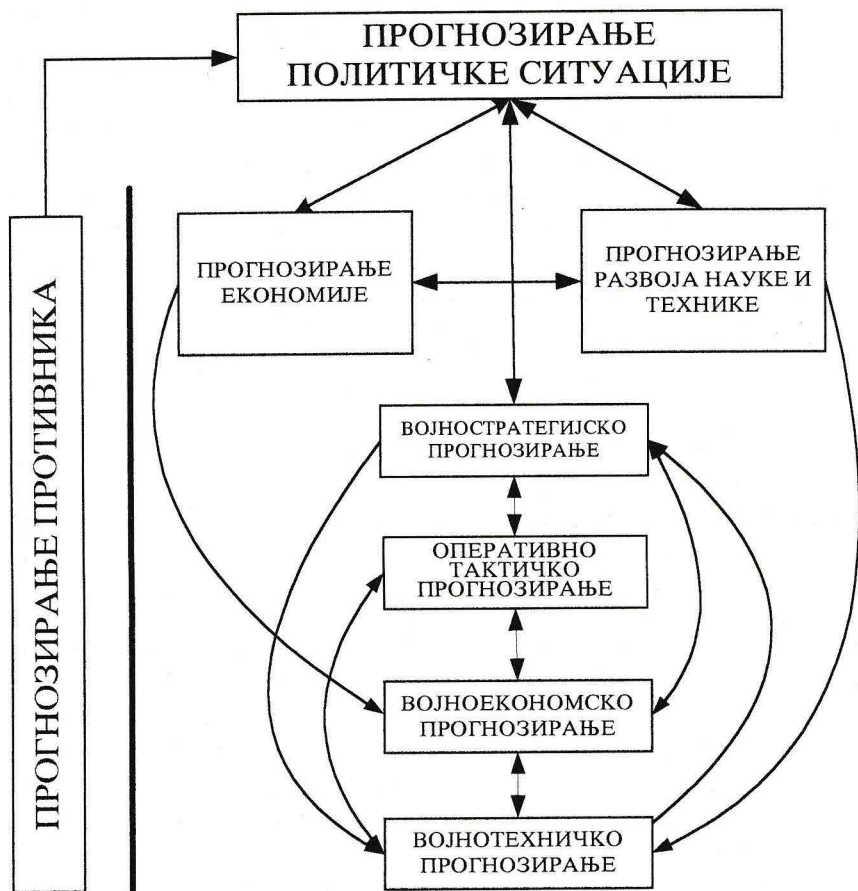 ПРОГНОЗИРАЊЕ
ПОЛИТИЧКЕ СИТУАЦИЈЕ
ПРОГНОЗИРАЊЕ ПРОТИВНИКА
ПРОГНОЗИРАЊЕ
ЕКОНОМИЈЕ
ПРОГНОЗИРАЊЕ
РАЗВОЈА НАУКЕ И
ТЕХНИКЕ
ВОЈНОСТРАТЕГИЈСКО
ПРОГНОЗИРАЊЕ
ОПЕРАТИВНО
ТАКТИЧКО
ПРОГНОЗИРАЊЕ
ВОЈНОЕКОНОМСКО
ПРОГНОЗИРАЊЕ
ВОЈНОТЕХНИЧКО
ПРОГНОЗИРАЊЕ